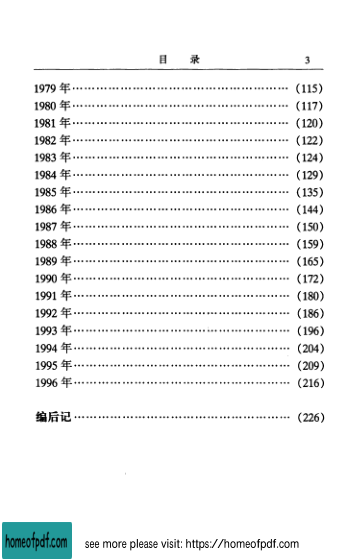 目 录 3
1979 年 …… (115)
1980 年 …… (117)
1981 年 …… (120)
1982 年 …… (122)
1983 年 …… (124)
1984 年 …… (129)
1985 年 …… (135)
1986 年 …… (144)
1987 年 …… (150)
1988 年 …… (159)
1989 年 …… (165)
1990 年 …… (172)
1991 年 …… (180)
1992 年 …… (186)
1993 年 …… (196)
1994 年 …… (204)
1995 年 …… (209)
1996 年 …… (216)
编后记 …… (226)
homeofpdf.com see more please visit: https://homeofpdf.com